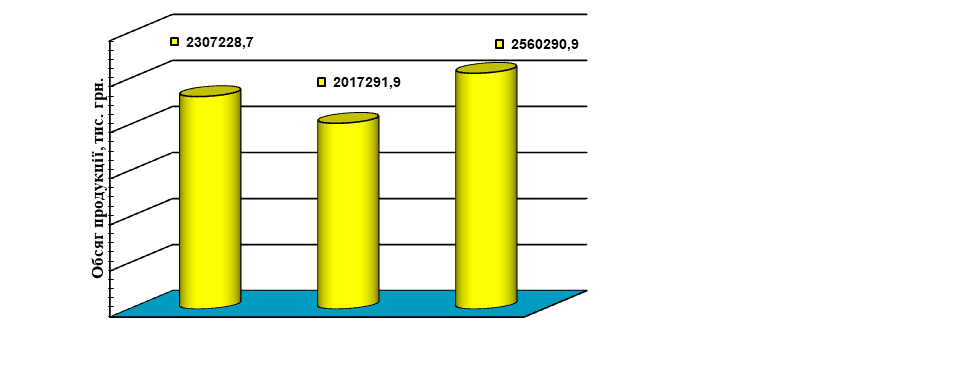 2307228,7
2560290,9
2017291,9
Обсяг продукції, тис. грн.